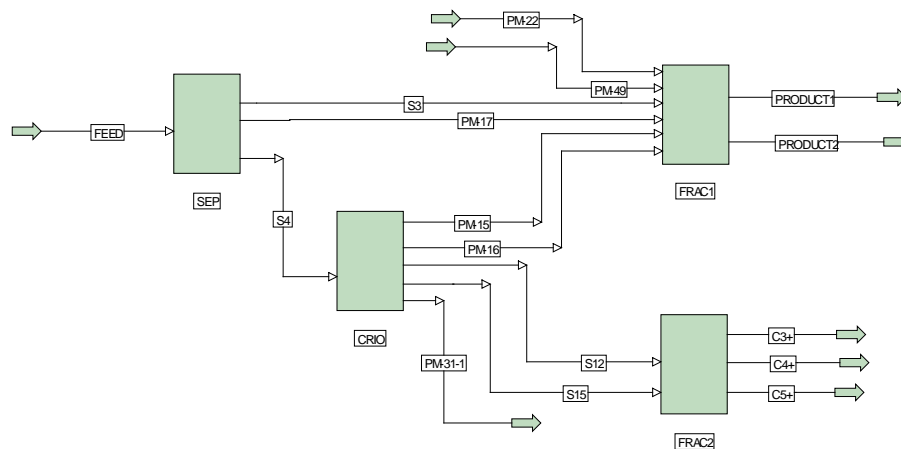 PM-22
PM-49
S3
PRODUCT1
FEED
PM-17
PRODUCT2
SEP
FRAC1
S4
PM-15
PM-16
CRIO
C3+
PM-31-1
S12
C4+
S15
C5+
FRAC2